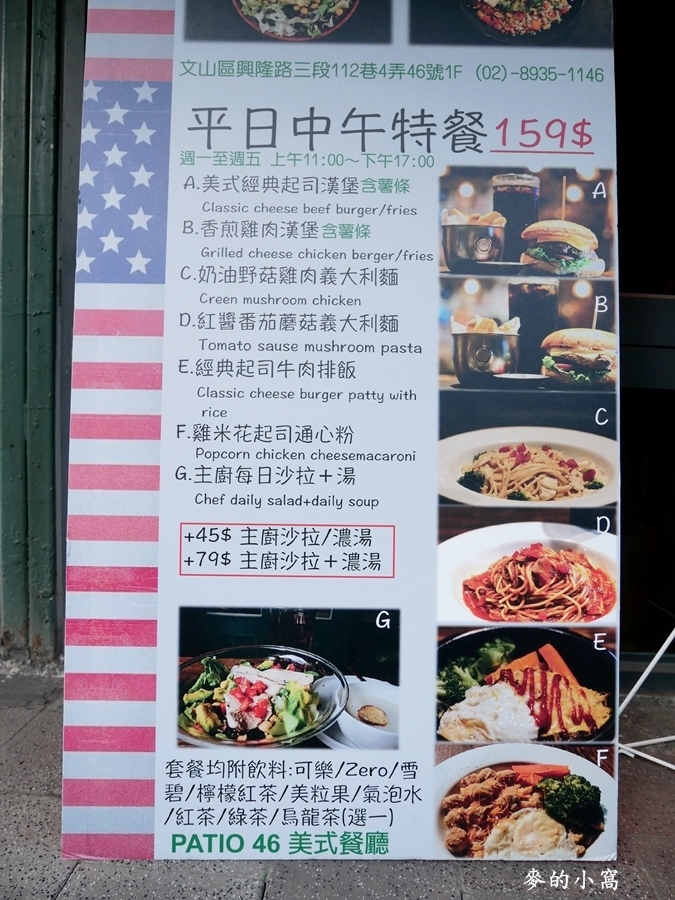 文山區興隆路三段112巷4弄46號1F (02)-8935-1146
平日中午特餐159$
週一至週五 上午11:00～下午17:00
A.美式經典起司漢堡含薯條
Classic cheese beef burger/fries
B.香煎雞肉漢堡含薯條
Grilled cheese chicken berger/fries
C.奶油野菇雞肉義大利麵
Creen mushroom chicken
D.紅醬番茄蘑菇義大利麵
Tomato sause mushroom pasta
E.經典起司牛肉排飯
Classic cheese burger patty with
rice
F.雞米花起司通心粉
Popcorn chicken cheesemacaroni
G.主廚每日沙拉＋湯
Chef daily salad+daily soup
+45$ 主廚沙拉/濃湯
+79$ 主廚沙拉＋濃湯
A
B
C
D
E
F
G
套餐均附飲料:可樂/Zero/雪
碧/檸檬紅茶/美粒果/氣泡水
/紅茶/綠茶/烏龍茶(選一)
PATIO 46 美式餐廳
麥的小窩